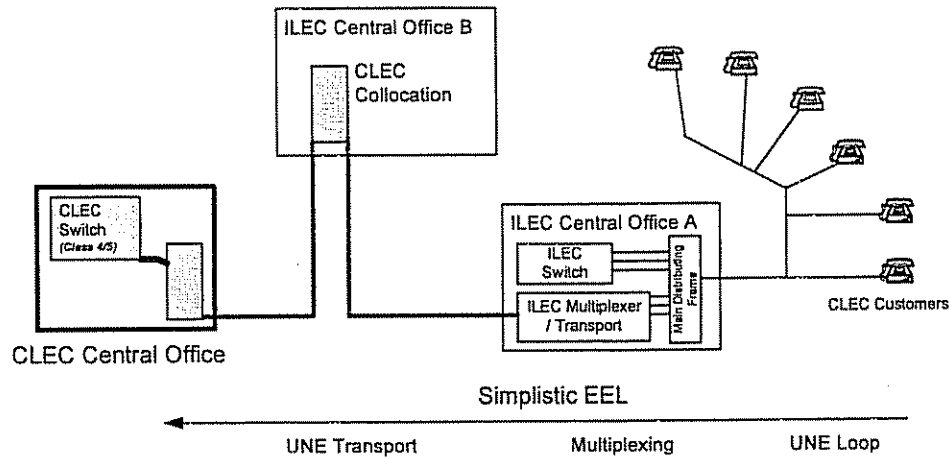 ILEC Central Office B
CLEC
Collocation
CLEC
Switch
(Class 4/5)
CLEC Central Office
ILEC Central Office A
ILEC
Switch
ILEC Multiplexer
/ Transport
Main Distributing
Frame
CLEC Customers
Simplistic EEL
UNE Transport
Multiplexing
UNE Loop